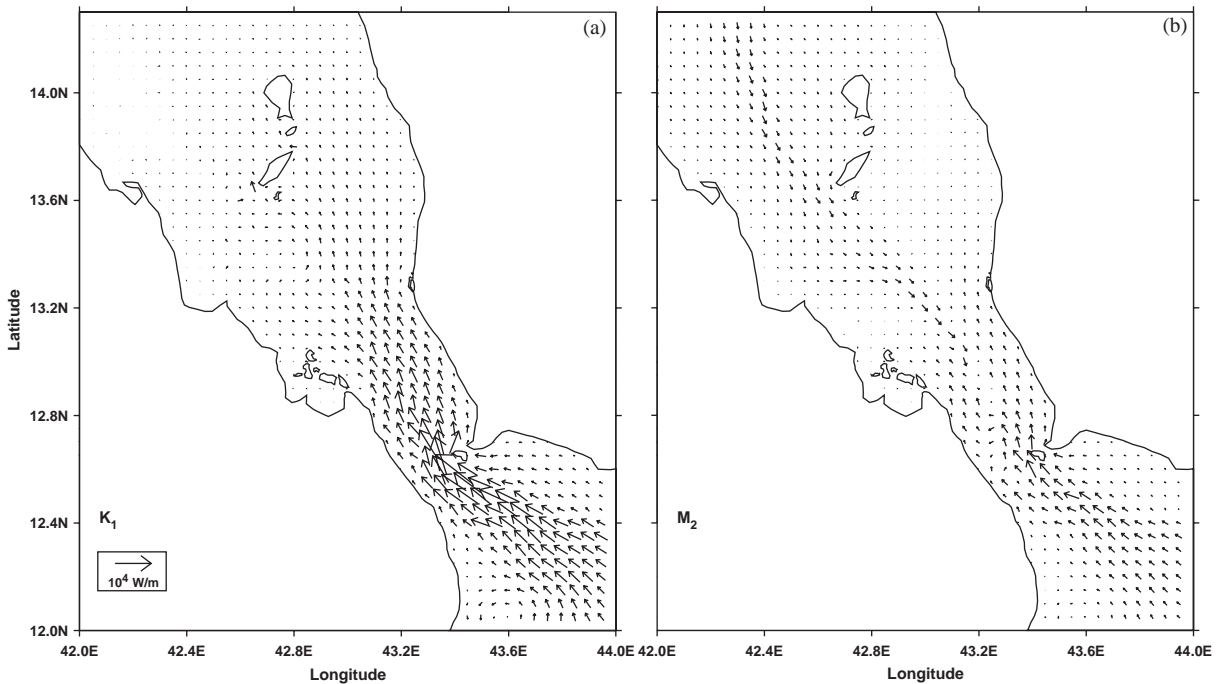 (a)
(b)
14.0N
13.6N
13.2N
12.8N
12.4N
12.0N
Latitude
K₁
10⁴ W/m
M₂
42.0E 42.4E 42.8E 43.2E 43.6E 44.0E
42.0E 42.4E 42.8E 43.2E 43.6E 44.0E
Longitude
Longitude